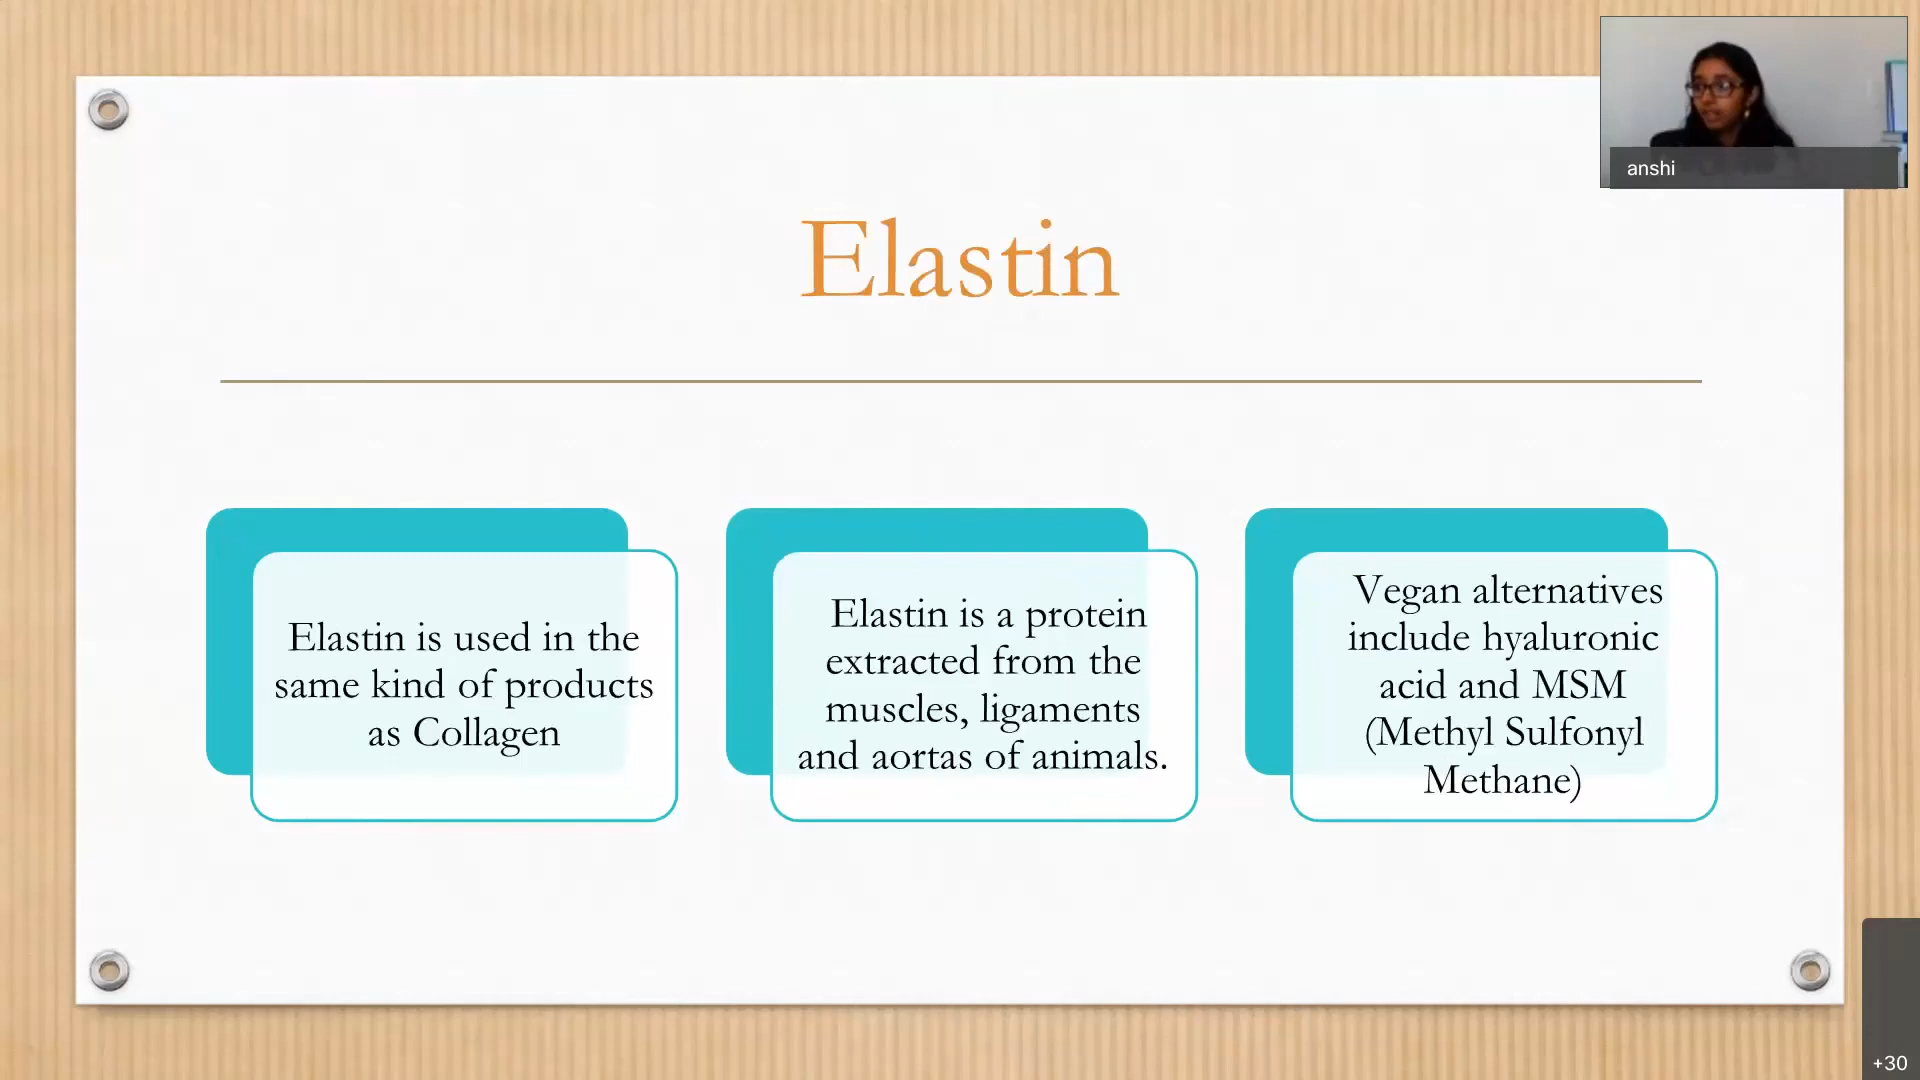 anshi
Elastin
Elastin is used in the
same kind of products
as Collagen
Elastin is a protein
extracted from the
muscles, ligaments
and aortas of animals.
Vegan alternatives
include hyaluronic
acid and MSM
(Methyl Sulfonyl
Methane)
+30